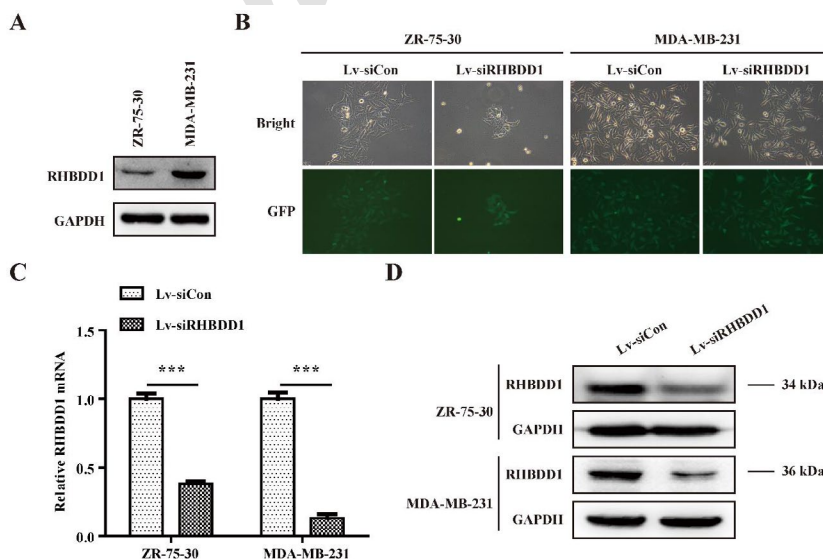 A
ZR-75-30
MDA-MB-231
RHBDD1
GAPDH
B
ZR-75-30
MDA-MB-231
Lv-siCon
Lv-siRHBDD1
Lv-siCon
Lv-siRHBDD1
Bright
GFP
C
Lv-siCon
Lv-siRHBDD1
Relative RHBDD1 mRNA
1.5
1.0
0.5
0.0
***
***
ZR-75-30
MDA-MB-231
D
Lv-siCon
Lv-siRHBDD1
ZR-75-30
RHBDD1
34 kDa
GAPDH
MDA-MB-231
RHBDD1
36 kDa
GAPDH